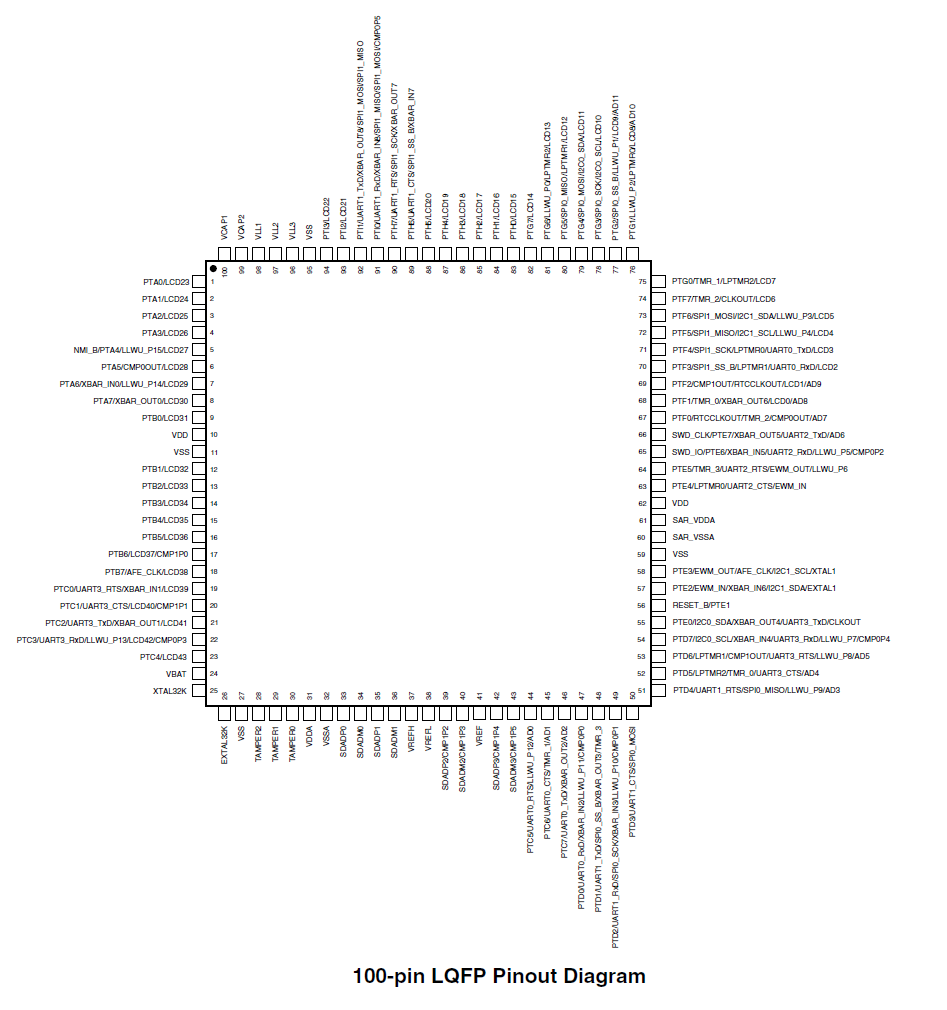 PTI1/UART1_TxD/XBAR_OUT8/SPI1_MOSI/SPI1_MISO
PTI0/UART1_RxD/XBAR_IN8/SPI1_MISO/SPI1_MOSI/CMP0P5
PTH7/UART1_RTS/SPI1_SCK/XBAR_OUT7
PTH6/UART1_CTS/SPI1_SS_B/XBAR_IN7
PTG6/LLWU_P0/LPTMR2/LCD13
PTG5/SPI0_MISO/LPTMR1/LCD12
PTG4/SPI0_MOSI/I2C0_SDA/LCD11
PTG3/SPI0_SCK/I2C0_SCL/LCD10
PTG2/SPI0_SS_B/LLWU_P1/LCD9/AD11
PTG1/LLWU_P2/LPTMR0/LCD8/AD10
VCAP1
VCAP2
VLL1
VLL2
VLL3
VSS
PTI3/LCD22
PTI2/LCD21
PTH5/LCD20
PTH4/LCD19
PTH3/LCD18
PTH2/LCD17
PTH1/LCD16
PTH0/LCD15
PTG7/LCD14
100 99 98 97 96 95 94 93 92 91 90 89 88 87 86 85 84 83 82 81 80 79 78 77 76
PTA0/LCD23 1 75 PTG0/TMR_1/LPTMR2/LCD7
PTA1/LCD24 2 74 PTF7/TMR_2/CLKOUT/LCD6
PTA2/LCD25 3 73 PTF6/SPI1_MOSI/I2C1_SDA/LLWU_P3/LCD5
PTA3/LCD26 4 72 PTF5/SPI1_MISO/I2C1_SCL/LLWU_P4/LCD4
NMI_B/PTA4/LLWU_P15/LCD27 5 71 PTF4/SPI1_SCK/LPTMR0/UART0_TxD/LCD3
PTA5/CMP0OUT/LCD28 6 70 PTF3/SPI1_SS_B/LPTMR1/UART0_RxD/LCD2
PTA6/XBAR_IN0/LLWU_P14/LCD29 7 69 PTF2/CMP1OUT/RTCCLKOUT/LCD1/AD9
PTA7/XBAR_OUT0/LCD30 8 68 PTF1/TMR_0/XBAR_OUT6/LCD0/AD8
PTB0/LCD31 9 67 PTF0/RTCCLKOUT/TMR_2/CMP0OUT/AD7
VDD 10 66 SWD_CLK/PTE7/XBAR_OUT5/UART2_TxD/AD6
VSS 11 65 SWD_IO/PTE6/XBAR_IN5/UART2_RxD/LLWU_P5/CMP0P2
PTB1/LCD32 12 64 PTE5/TMR_3/UART2_RTS/EWM_OUT/LLWU_P6
PTB2/LCD33 13 63 PTE4/LPTMR0/UART2_CTS/EWM_IN
PTB3/LCD34 14 62 VDD
PTB4/LCD35 15 61 SAR_VDDA
PTB5/LCD36 16 60 SAR_VSSA
PTB6/LCD37/CMP1P0 17 59 VSS
PTB7/AFE_CLK/LCD38 18 58 PTE3/EWM_OUT/AFE_CLK/I2C1_SCL/XTAL1
PTC0/UART3_RTS/XBAR_IN1/LCD39 19 57 PTE2/EWM_IN/XBAR_IN6/I2C1_SDA/EXTAL1
PTC1/UART3_CTS/LCD40/CMP1P1 20 56 RESET_B/PTE1
PTC2/UART3_TxD/XBAR_OUT1/LCD41 21 55 PTE0/I2C0_SDA/XBAR_OUT4/UART3_TxD/CLKOUT
PTC3/UART3_RxD/LLWU_P13/LCD42/CMP0P3 22 54 PTD7/I2C0_SCL/XBAR_IN4/UART3_RxD/LLWU_P7/CMP0P4
PTC4/LCD43 23 53 PTD6/LPTMR1/CMP1OUT/UART3_RTS/LLWU_P8/AD5
VBAT 24 52 PTD5/LPTMR2/TMR_0/UART3_CTS/AD4
XTAL32K 25 51 PTD4/UART1_RTS/SPI0_MISO/LLWU_P9/AD3
26 27 28 29 30 31 32 33 34 35 36 37 38 39 40 41 42 43 44 45 46 47 48 49 50
EXTAL32K
VSS
TAMPER2
TAMPER1
TAMPER0
VDDA
VSSA
SDADP0
SDADM0
SDADP1
SDADM1
VREFH
VREFL
SDADP2/CMP1P2
SDADM2/CMP1P3
VREF
SDADP3/CMP1P4
SDADM3/CMP1P5
PTC5/UART0_RTS/LLWU_P12/AD0
PTC6/UART0_CTS/TMR_1/AD1
PTC7/UART0_TxD/XBAR_OUT2/AD2
PTD0/UART0_RxD/XBAR_IN2/LLWU_P11/CMP0P0
PTD1/UART1_TxD/SPI0_SS_B/XBAR_OUT3/TMR_3
PTD2/UART1_RxD/SPI0_SCK/XBAR_IN3/LLWU_P10/CMP0P1
PTD3/UART1_CTS/SPI0_MOSI
100-pin LQFP Pinout Diagram